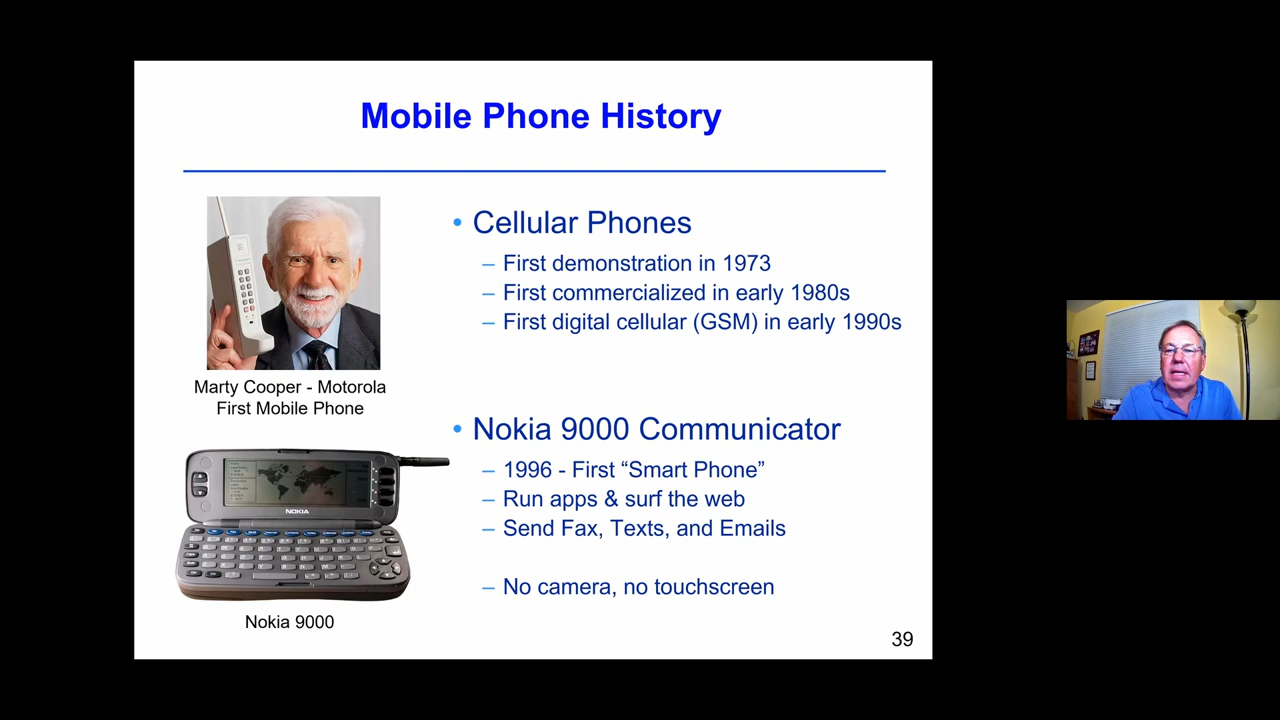 Mobile Phone History
Marty Cooper - Motorola
First Mobile Phone
• Cellular Phones
– First demonstration in 1973
– First commercialized in early 1980s
– First digital cellular (GSM) in early 1990s
NOKIA
Nokia 9000
• Nokia 9000 Communicator
– 1996 - First “Smart Phone”
– Run apps & surf the web
– Send Fax, Texts, and Emails
– No camera, no touchscreen
39